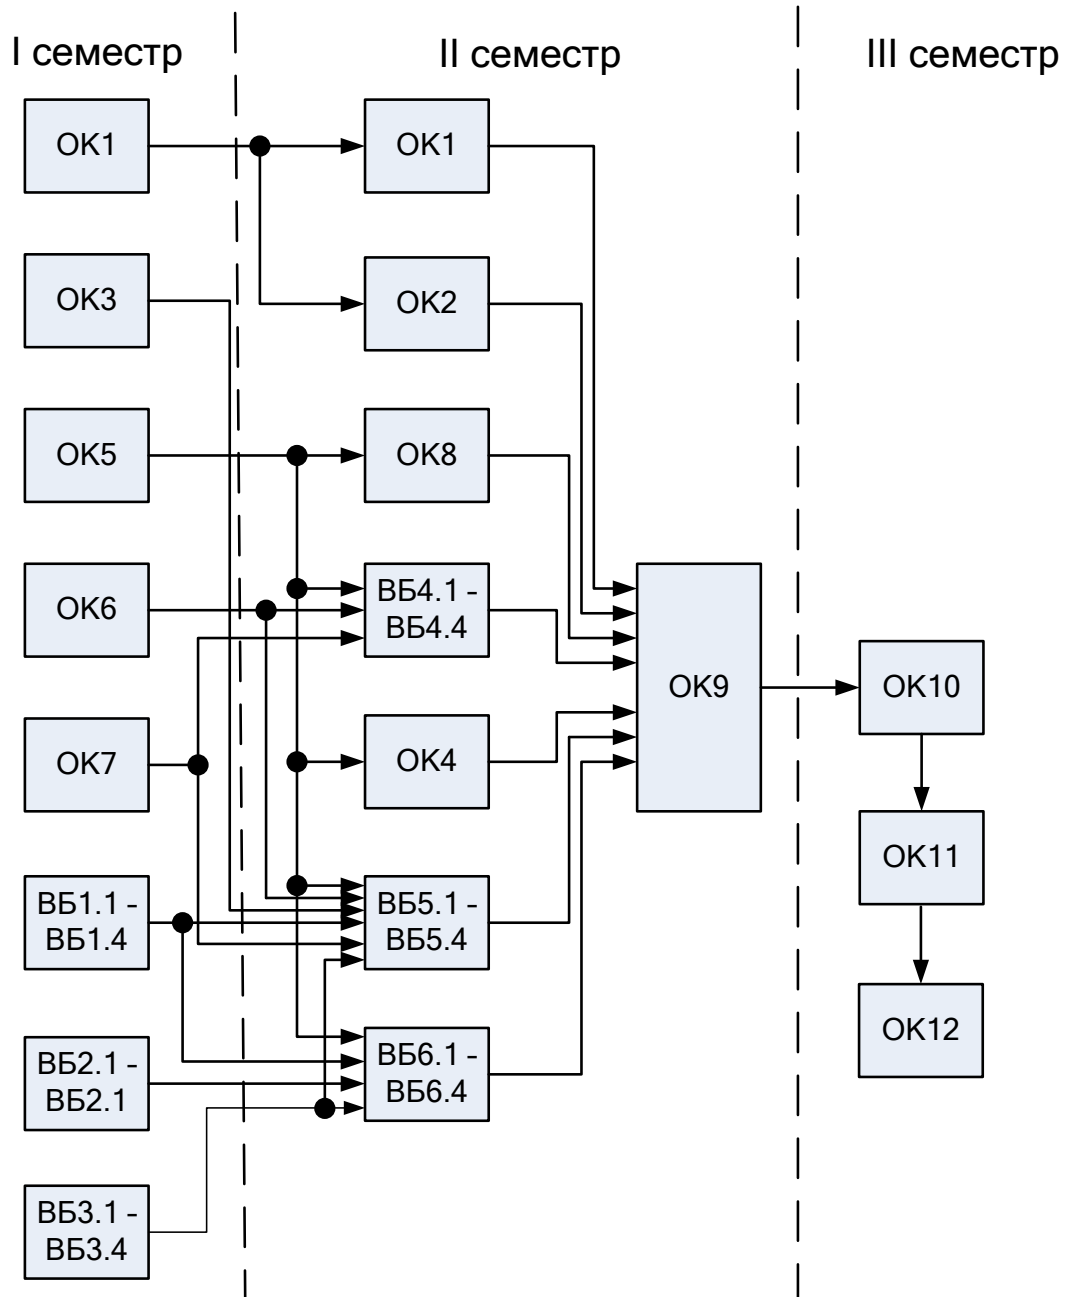 I семестр
II семестр
III семестр
ОК1
ОК3
ОК5
ОК6
ОК7
ВБ1.1 -
ВБ1.4
ВБ2.1 -
ВБ2.1
ВБ3.1 -
ВБ3.4
ОК1
ОК2
ОК8
ВБ4.1 -
ВБ4.4
ОК4
ВБ5.1 -
ВБ5.4
ВБ6.1 -
ВБ6.4
ОК9
ОК10
ОК11
ОК12